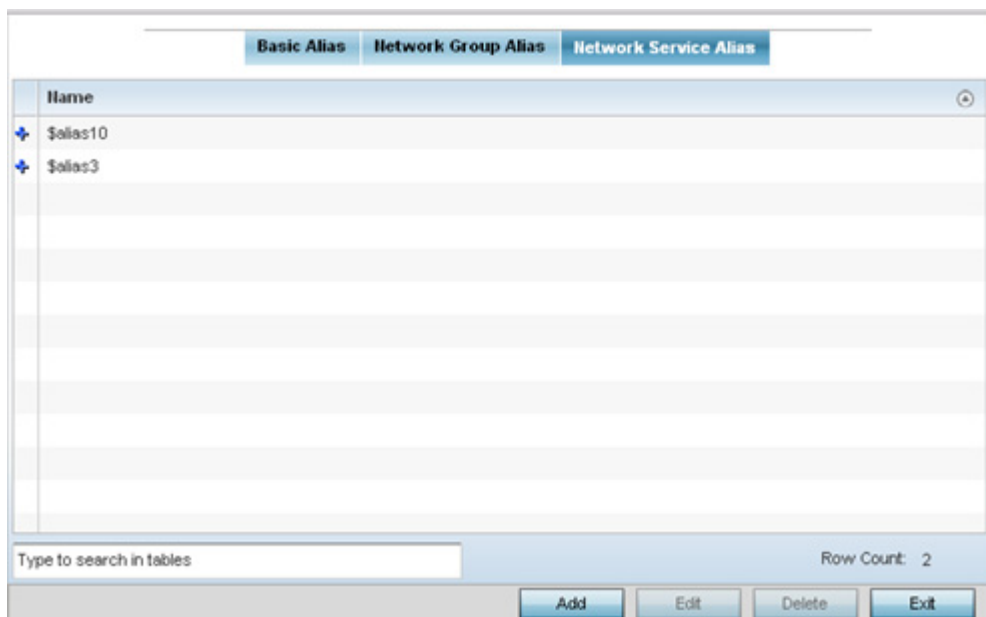 Basic Alias Network Group Alias Network Service Alias
Name
$alias10
$alias3
Type to search in tables Row Count: 2
Add Edit Delete Exit